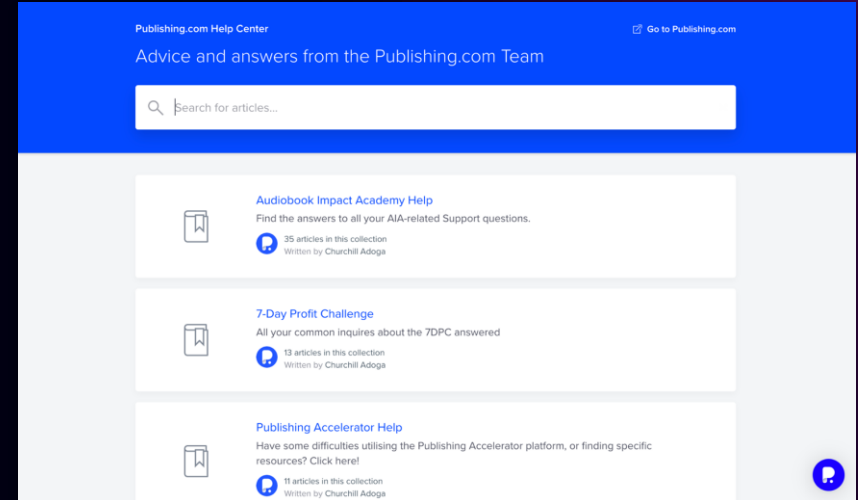 Publishing.com Help Center
Go to Publishing.com
Advice and answers from the Publishing.com Team
Search for articles...
Audiobook Impact Academy Help
Find the answers to all your AIA-related Support questions.
35 articles in this collection
Written by Churchill Adoga
7-Day Profit Challenge
All your common inquires about the 7DPC answered
13 articles in this collection
Written by Churchill Adoga
Publishing Accelerator Help
Have some difficulties utilising the Publishing Accelerator platform, or finding specific
resources? Click here!
11 articles in this collection
Written by Churchill Adoga